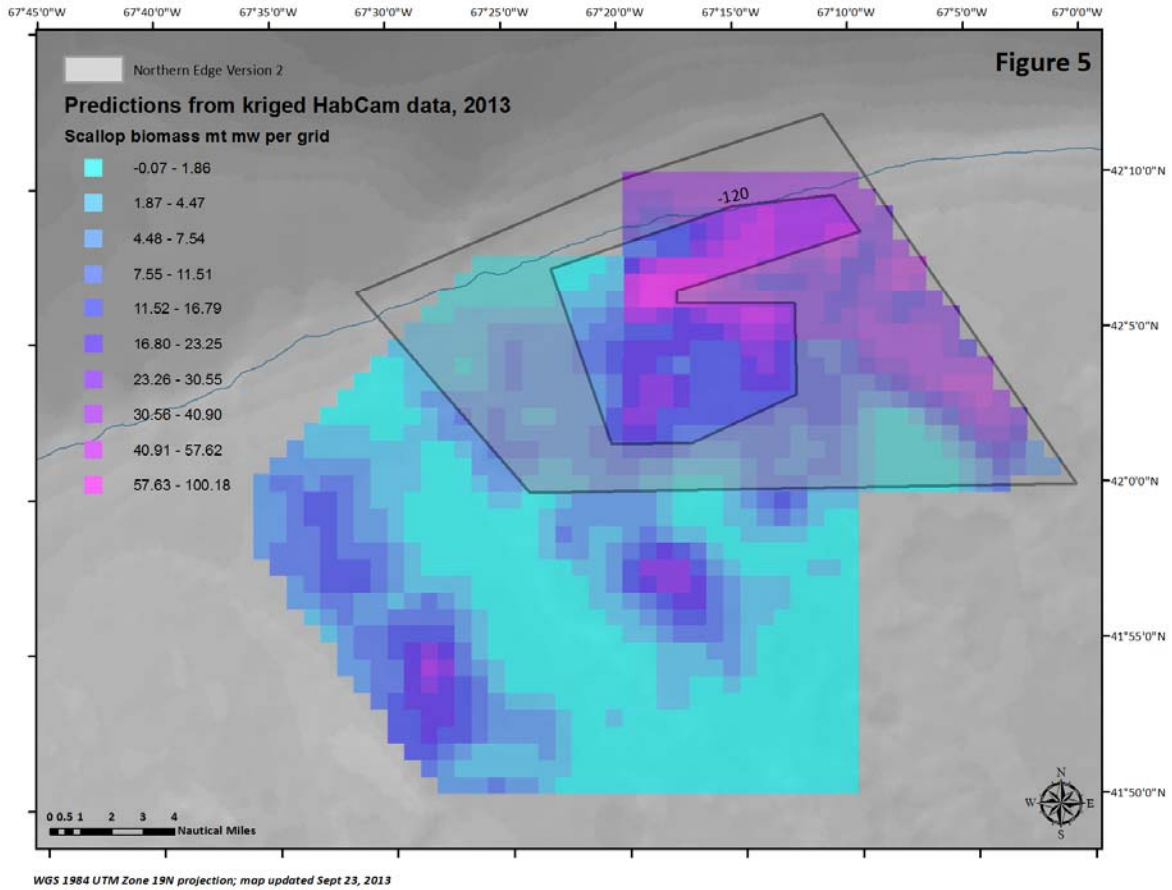 67°45'0"W 67°35'0"W 67°30'0"W 67°25'0"W 67°20'0"W 67°15'0"W 67°10'0"W 67°5'0"W 67°0'0"W
Figure 5
Northern Edge Version 2
Predictions from kriged HabCam data, 2013
Scallop biomass mt mw per grid
-0.07 - 1.86
1.87 - 4.47
4.48 - 7.54
7.55 - 11.51
11.52 - 16.79
16.80 - 23.25
23.26 - 30.55
30.56 - 40.90
40.91 - 57.62
57.63 - 100.18
-120
42°10'0"N
42°5'0"N
42°0'0"N
41°55'0"N
41°50'0"N
N
W E
S
0 0.5 1 2 3 4
Nautical Miles
WGS 1984 UTM Zone 19N projection; map updated Sept 23, 2013